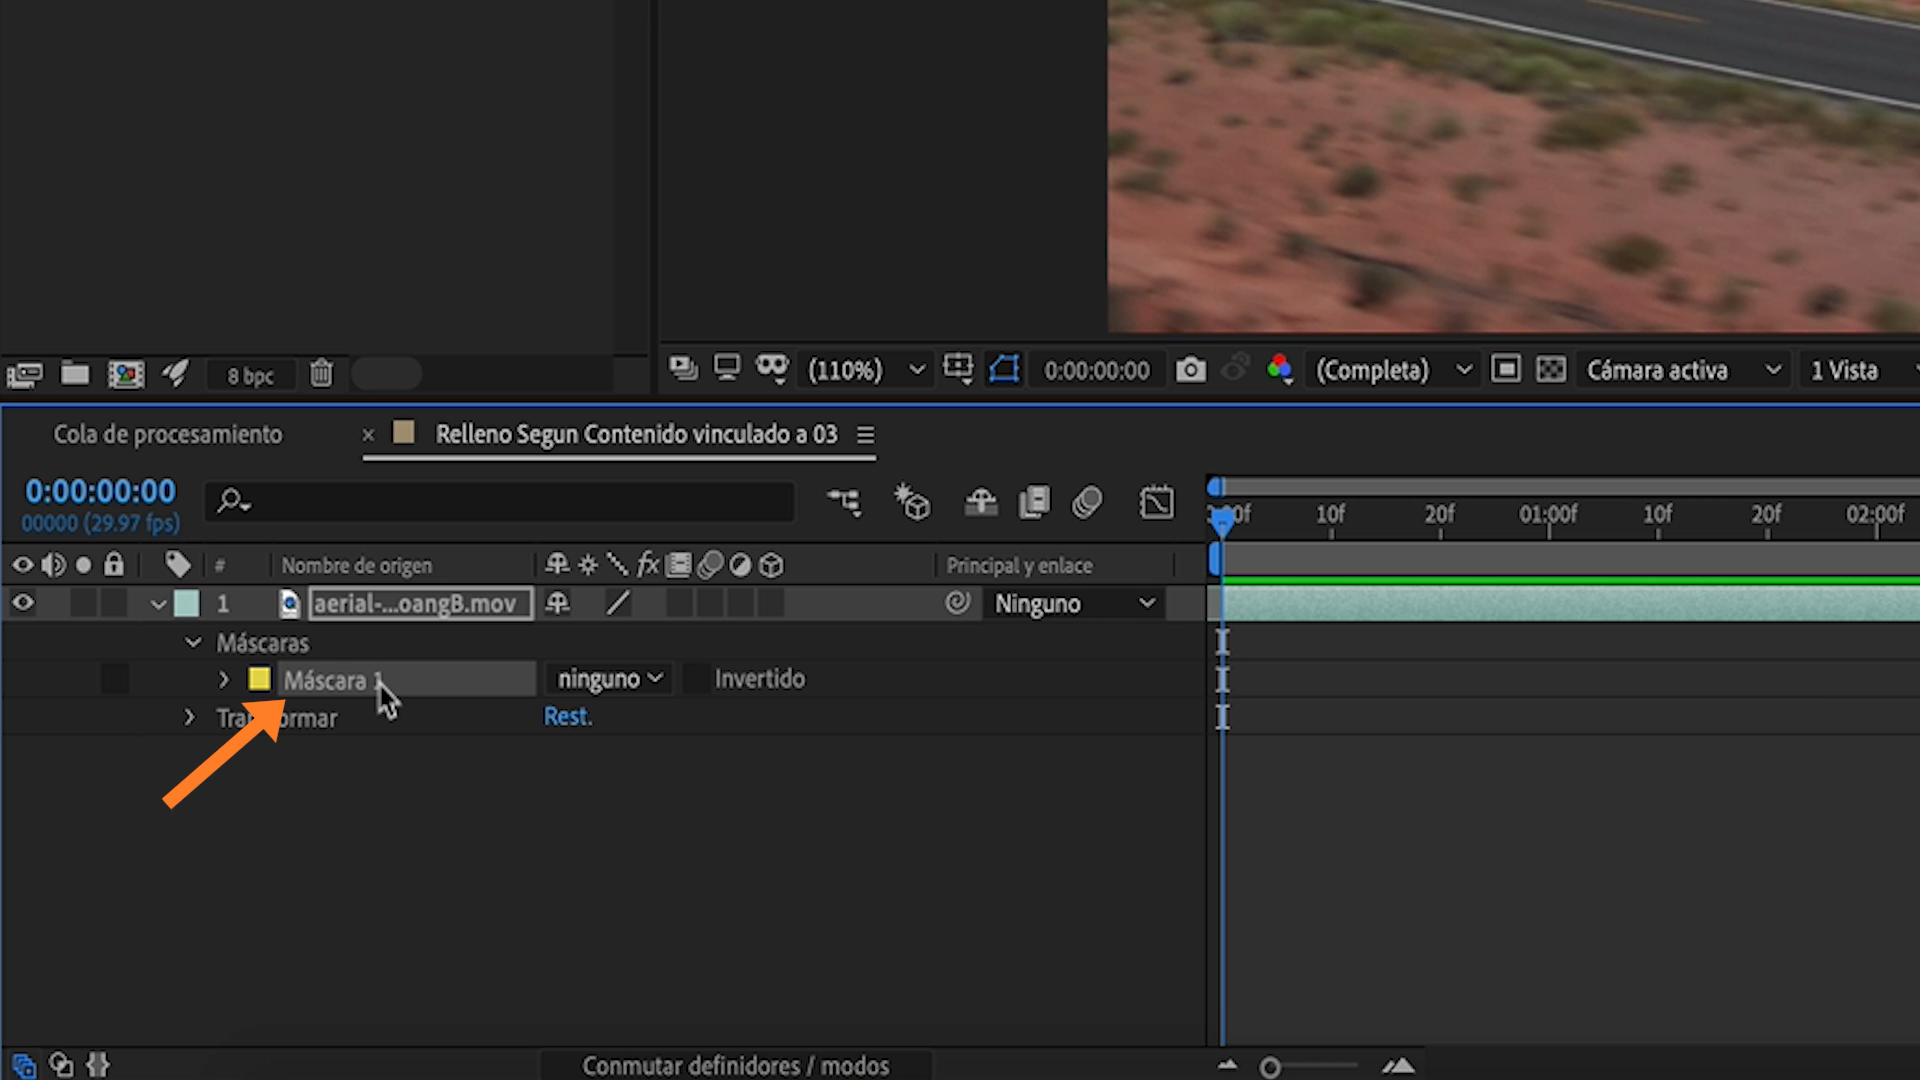 8 bpc
(110%)
0:00:00:00
(Completa)
Cámara activa
1 Vista
Cola de procesamiento
× Relleno Segun Contenido vinculado a 03
0:00:00:00
00000 (29.97 fps)
10f
20f
01:00f
10f
20f
02:00f
# Nombre de origen
fx
Principal y enlace
1 aerial-...oangB.mov
Ninguno
Máscaras
Máscara 1
ninguno
Invertido
Transformar
Rest.
Conmutar definidores / modos